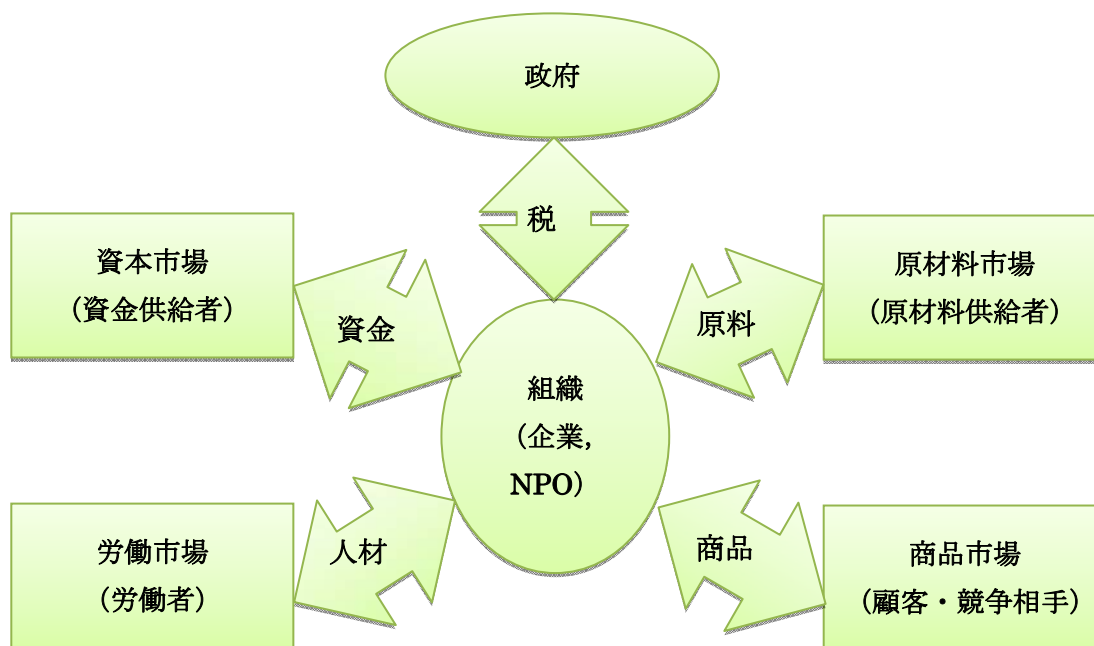 政府
税
資本市場
（資金供給者）
資金
原料
原材料市場
（原材料供給者）
組織
（企業,
NPO）
労働市場
（労働者）
人材
商品
商品市場
（顧客・競争相手）